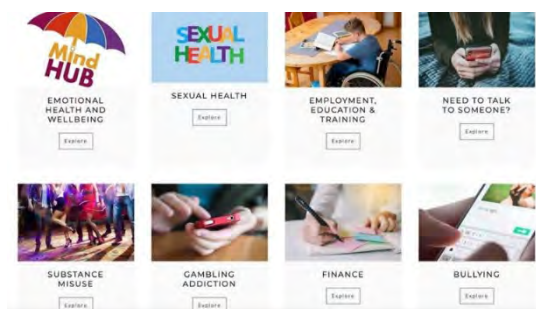 Mind
HUB
EMOTIONAL
HEALTH AND
WELLBEING
Explore
SEXUAL
HEALTH
SEXUAL HEALTH
Explore
EMPLOYMENT,
EDUCATION &
TRAINING
Explore
NEED TO TALK
TO SOMEONE?
Explore
SUBSTANCE
MISUSE
Explore
GAMBLING
ADDICTION
Explore
FINANCE
Explore
BULLYING
Explore